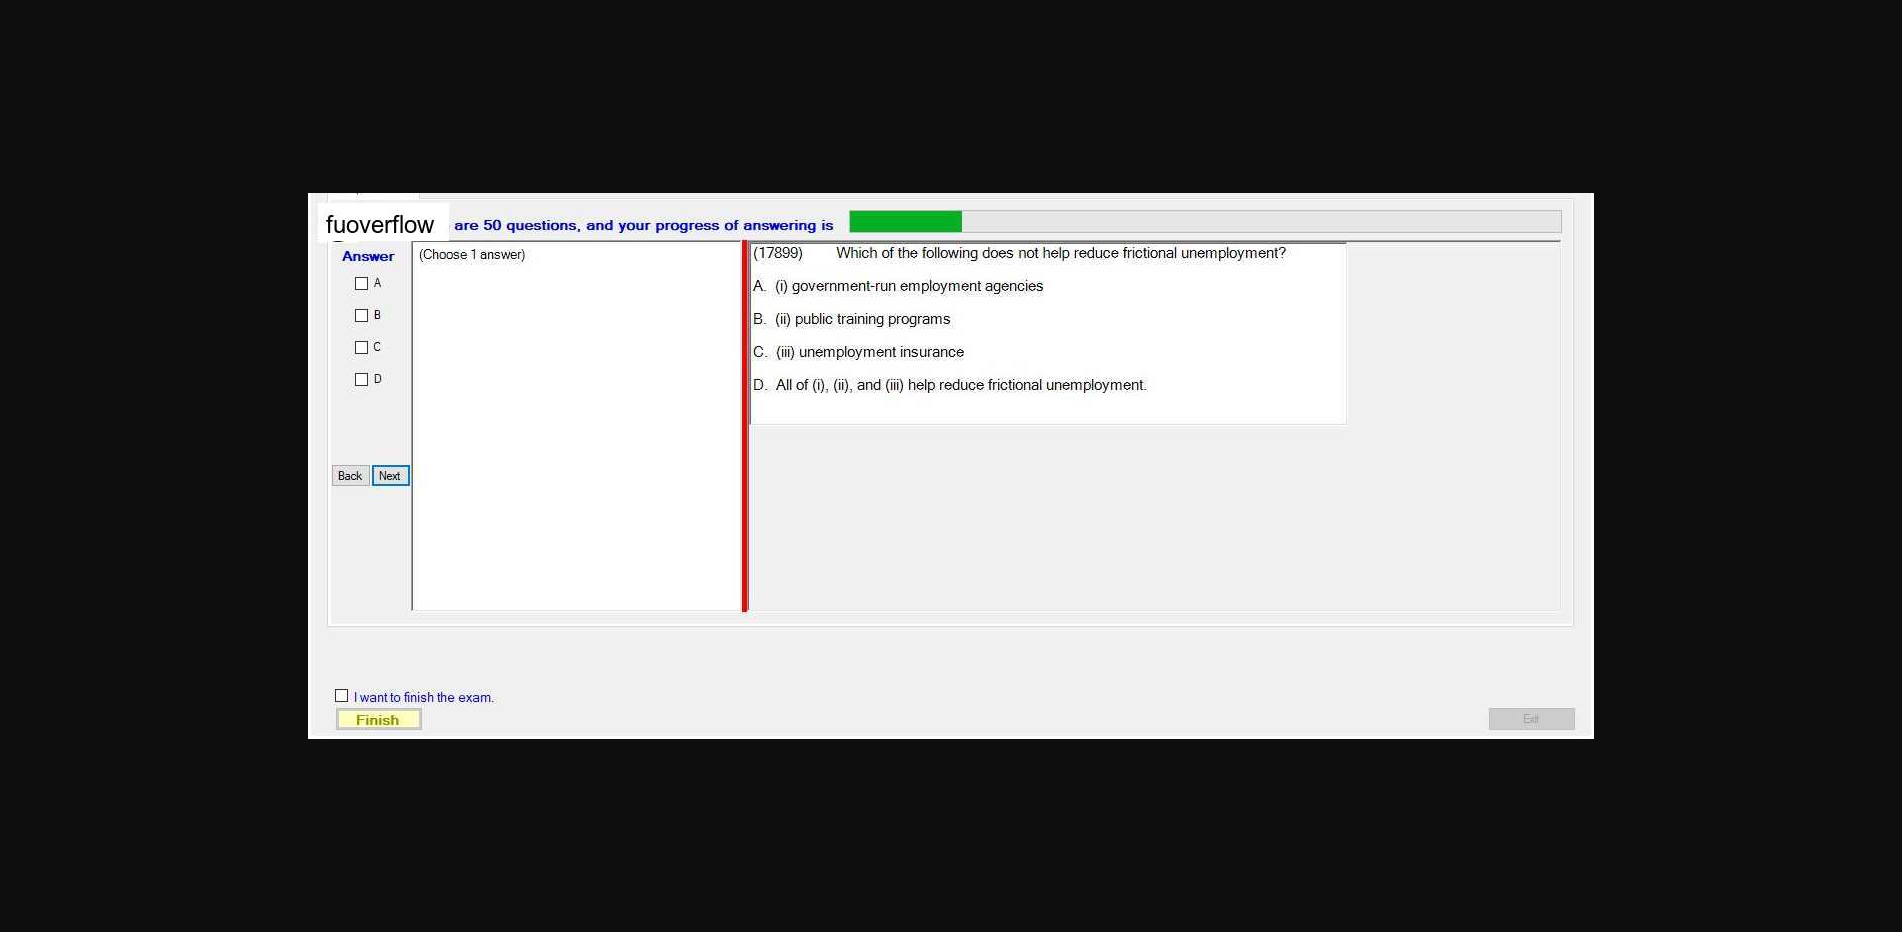 fuoverflow are 50 questions, and your progress of answering is
Answer
A
B
C
D
Back Next
(Choose 1 answer)
(17899) Which of the following does not help reduce frictional unemployment?
A. (i) government-run employment agencies
B. (ii) public training programs
C. (iii) unemployment insurance
D. All of (i), (ii), and (iii) help reduce frictional unemployment.
I want to finish the exam.
Finish
Exit